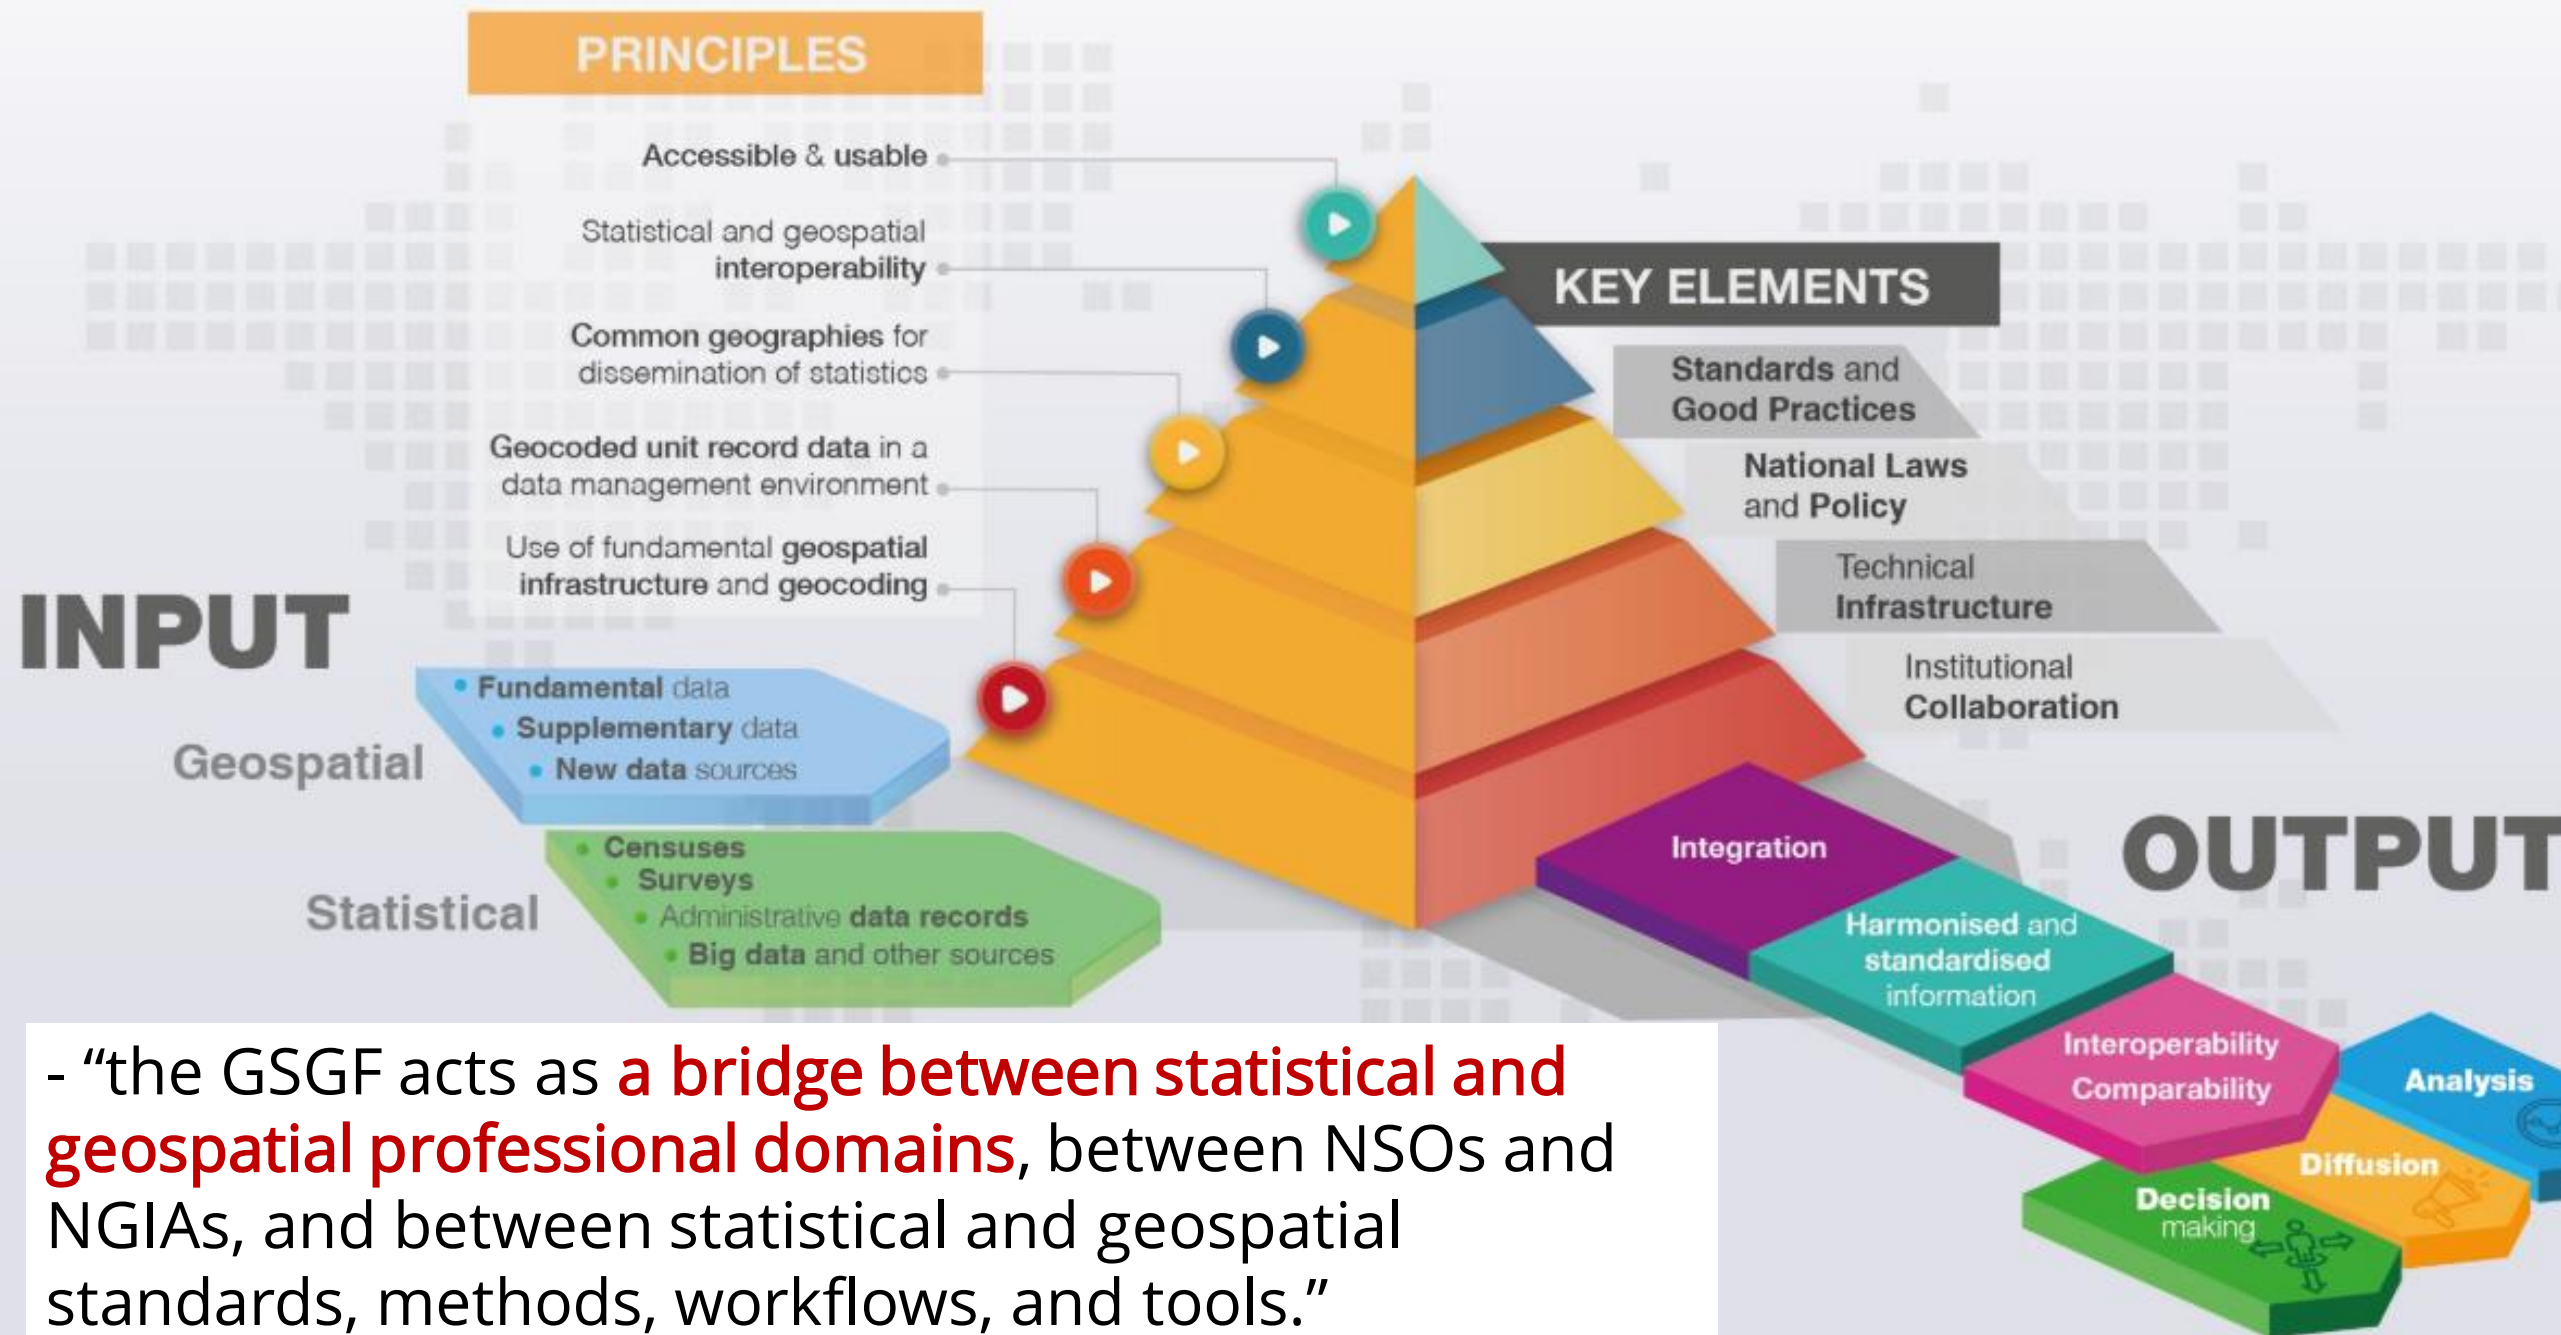 PRINCIPLES
Accessible & usable
Statistical and geospatial
interoperability
Common geographies for
dissemination of statistics
Geocoded unit record data in a
data management environment
Use of fundamental geospatial
infrastructure and geocoding
KEY ELEMENTS
Standards and
Good Practices
National Laws
and Policy
Technical
Infrastructure
Institutional
Collaboration
INPUT
Geospatial
• Fundamental data
• Supplementary data
• New data sources
Statistical
• Censuses
• Surveys
• Administrative data records
• Big data and other sources
OUTPUT
Integration
Harmonised and
standardised
information
Interoperability
Comparability
Analysis
Diffusion
Decision
making
- “the GSGF acts as a bridge between statistical and
geospatial professional domains, between NSOs and
NGIAs, and between statistical and geospatial
standards, methods, workflows, and tools.”